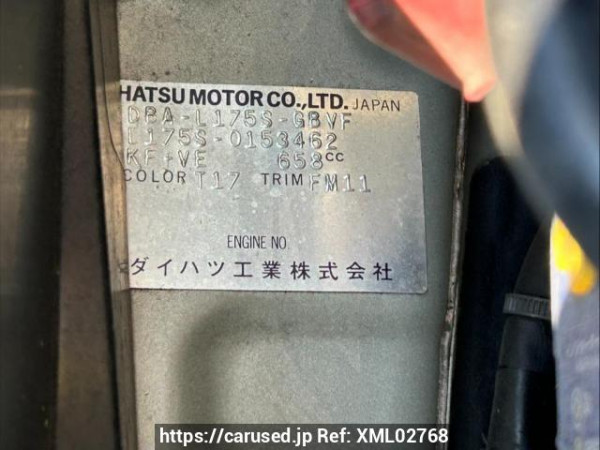 HATSU MOTOR CO.,LTD. JAPAN
DBA-L175S-GBVF
L175S-0153462
KF-VE 658CC
COLOR T17 TRIM FM11
ENGINE NO.
ダイハツ工業株式会社
https://carused.jp Ref: XML02768